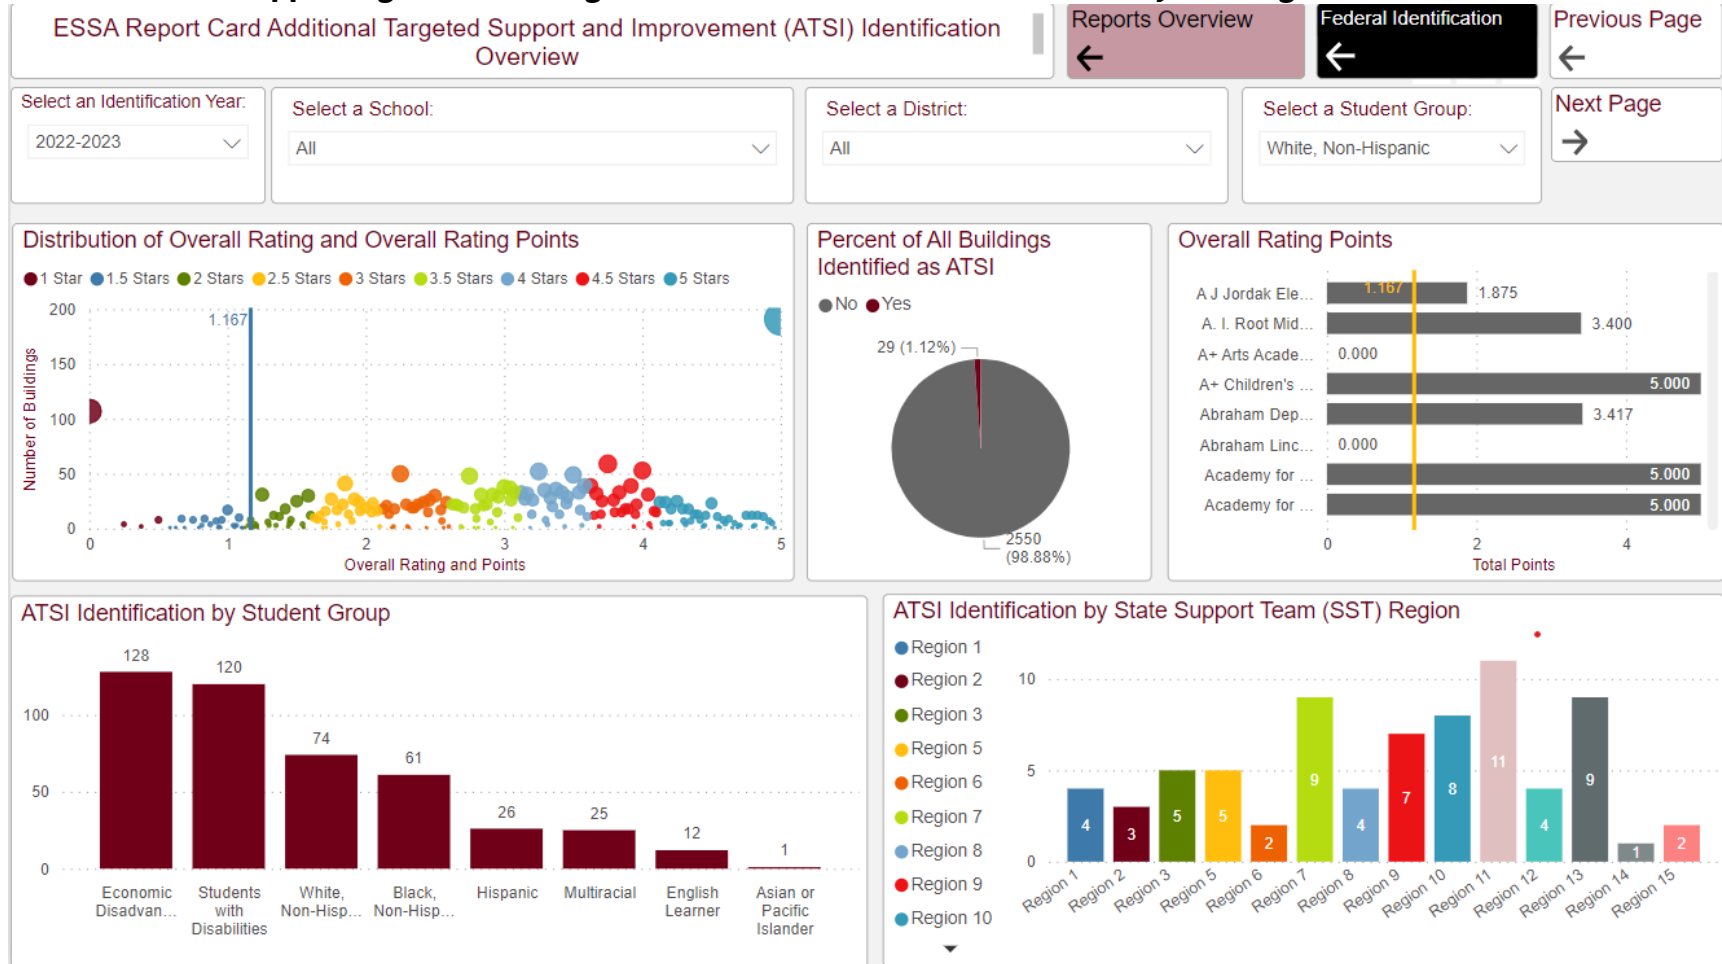 ESSA Report Card Additional Targeted Support and Improvement (ATSI) Identification
Overview
Reports Overview
Federal Identification
Previous Page
Select an Identification Year:
2022-2023
Select a School:
All
Select a District:
All
Select a Student Group:
White, Non-Hispanic
Next Page
Distribution of Overall Rating and Overall Rating Points
1 Star 1.5 Stars 2 Stars 2.5 Stars 3 Stars 3.5 Stars 4 Stars 4.5 Stars 5 Stars
Number of Buildings
200
150
100
50
0
1.167
0 1 2 3 4 5
Overall Rating and Points
Percent of All Buildings
Identified as ATSI
No Yes
29 (1.12%)
2550
(98.88%)
Overall Rating Points
1.167
A J Jordak Ele... 1.875
A. I. Root Mid... 3.400
A+ Arts Acade... 0.000
A+ Children's ... 5.000
Abraham Dep... 3.417
Abraham Linc... 0.000
Academy for ... 5.000
Academy for ... 5.000
0 2 4
Total Points
ATSI Identification by Student Group
100
50
0
128
120
74
61
26
25
12
1
Economic
Disadvan...
Students
with
Disabilities
White,
Non-Hisp...
Black,
Non-Hisp...
Hispanic
Multiracial
English
Learner
Asian or
Pacific
Islander
ATSI Identification by State Support Team (SST) Region
Region 1
Region 2
Region 3
Region 5
Region 6
Region 7
Region 8
Region 9
Region 10
10
5
0
4
3
5
5
2
9
4
7
8
11
4
9
1
2
Region 1
Region 2
Region 3
Region 5
Region 6
Region 7
Region 8
Region 9
Region 10
Region 11
Region 12
Region 13
Region 14
Region 15